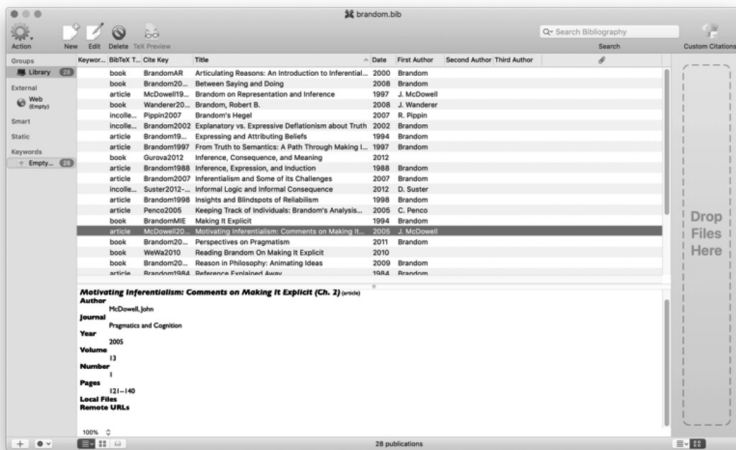 brandom.bib
Action New Edit Delete TeX Preview
Search Bibliography
Search Custom Citations
Groups
Library 28
External
Web
(Empty)
Smart
Static
Keywords
Empty... 28
Keywor... BibTeX T... Cite Key Title Date First Author Second Author Third Author
book BrandomAR Articulating Reasons: An Introduction to Inferential... 2000 Brandom
book Brandom20... Between Saying and Doing 2008 Brandom
article McDowell19... Brandom on Representation and Inference 1997 J. McDowell
book Wanderer20... Brandom, Robert B. 2008 J. Wanderer
incolle... Pippin2007 Brandom's Hegel 2007 R. Pippin
incolle... Brandom2002 Explanatory vs. Expressive Deflationism about Truth 2002 Brandom
article Brandom19... Expressing and Attributing Beliefs 1994 Brandom
article Brandom1997 From Truth to Semantics: A Path Through Making I... 1997 Brandom
book Gurova2012 Inference, Consequence, and Meaning 2012
article Brandom1988 Inference, Expression, and Induction 1988 Brandom
article Brandom2007 Inferentialism and Some of its Challenges 2007 Brandom
incolle... Suster2012-... Informal Logic and Informal Consequence 2012 D. Suster
article Brandom1998 Insights and Blindspots of Reliabilism 1998 Brandom
article Penco2005 Keeping Track of Individuals: Brandom's Analysis... 2005 C. Penco
book BrandomMIE Making It Explicit 1994 Brandom
article McDowell20... Motivating Inferentialism: Comments on Making It... 2005 J. McDowell
book Brandom20... Perspectives on Pragmatism 2011 Brandom
book WeWa2010 Reading Brandom On Making It Explicit 2010
book Brandom20... Reason in Philosophy: Animating Ideas 2009 Brandom
article Brandom1984 Reference Explained Away 1984 Brandom
Drop
Files
Here
Motivating Inferentialism: Comments on Making It Explicit (Ch. 2) (article)
Author
McDowell, John
Journal
Pragmatics and Cognition
Year
2005
Volume
13
Number
1
Pages
121–140
Local Files
Remote URLs
100%
28 publications